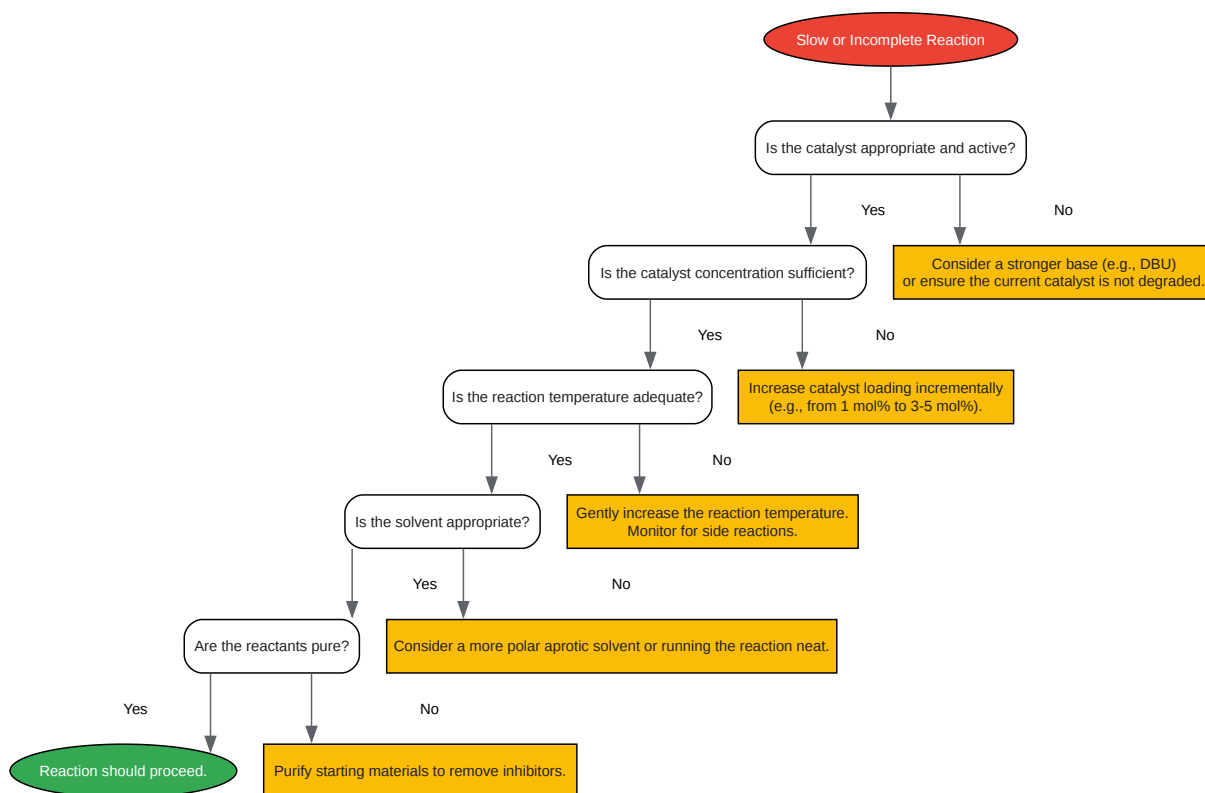 Slow or Incomplete Reaction
Is the catalyst appropriate and active?
Yes
No
Is the catalyst concentration sufficient?
Consider a stronger base (e.g., DBU)
or ensure the current catalyst is not degraded.
Yes
No
Is the reaction temperature adequate?
Increase catalyst loading incrementally
(e.g., from 1 mol% to 3-5 mol%).
Yes
No
Is the solvent appropriate?
Gently increase the reaction temperature.
Monitor for side reactions.
Yes
No
Are the reactants pure?
Consider a more polar aprotic solvent or running the reaction neat.
Yes
No
Reaction should proceed.
Purify starting materials to remove inhibitors.